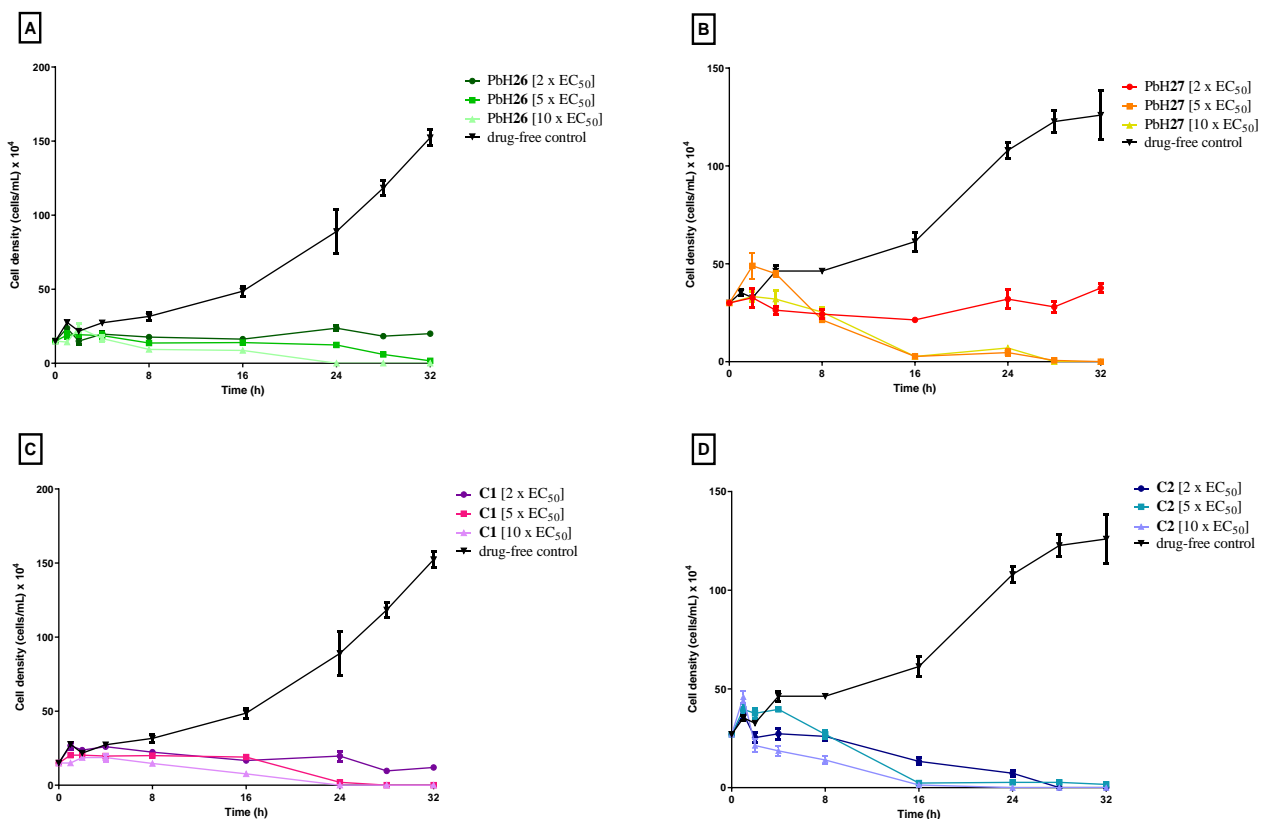 A
200
150
100
50
0
0 8 16 24 32
Cell density (cells/mL) x 10⁴
Time (h)
PbH26 [2 x EC₅₀]
PbH26 [5 x EC₅₀]
PbH26 [10 x EC₅₀]
drug-free control
B
150
100
50
0
0 8 16 24 32
Cell density (cells/mL) x 10⁴
Time (h)
PbH27 [2 x EC₅₀]
PbH27 [5 x EC₅₀]
PbH27 [10 x EC₅₀]
drug-free control
C
200
150
100
50
0
0 8 16 24 32
Cell density (cells/mL) x 10⁴
Time (h)
C1 [2 x EC₅₀]
C1 [5 x EC₅₀]
C1 [10 x EC₅₀]
drug-free control
D
150
100
50
0
0 8 16 24 32
Cell density (cells/mL) x 10⁴
Time (h)
C2 [2 x EC₅₀]
C2 [5 x EC₅₀]
C2 [10 x EC₅₀]
drug-free control